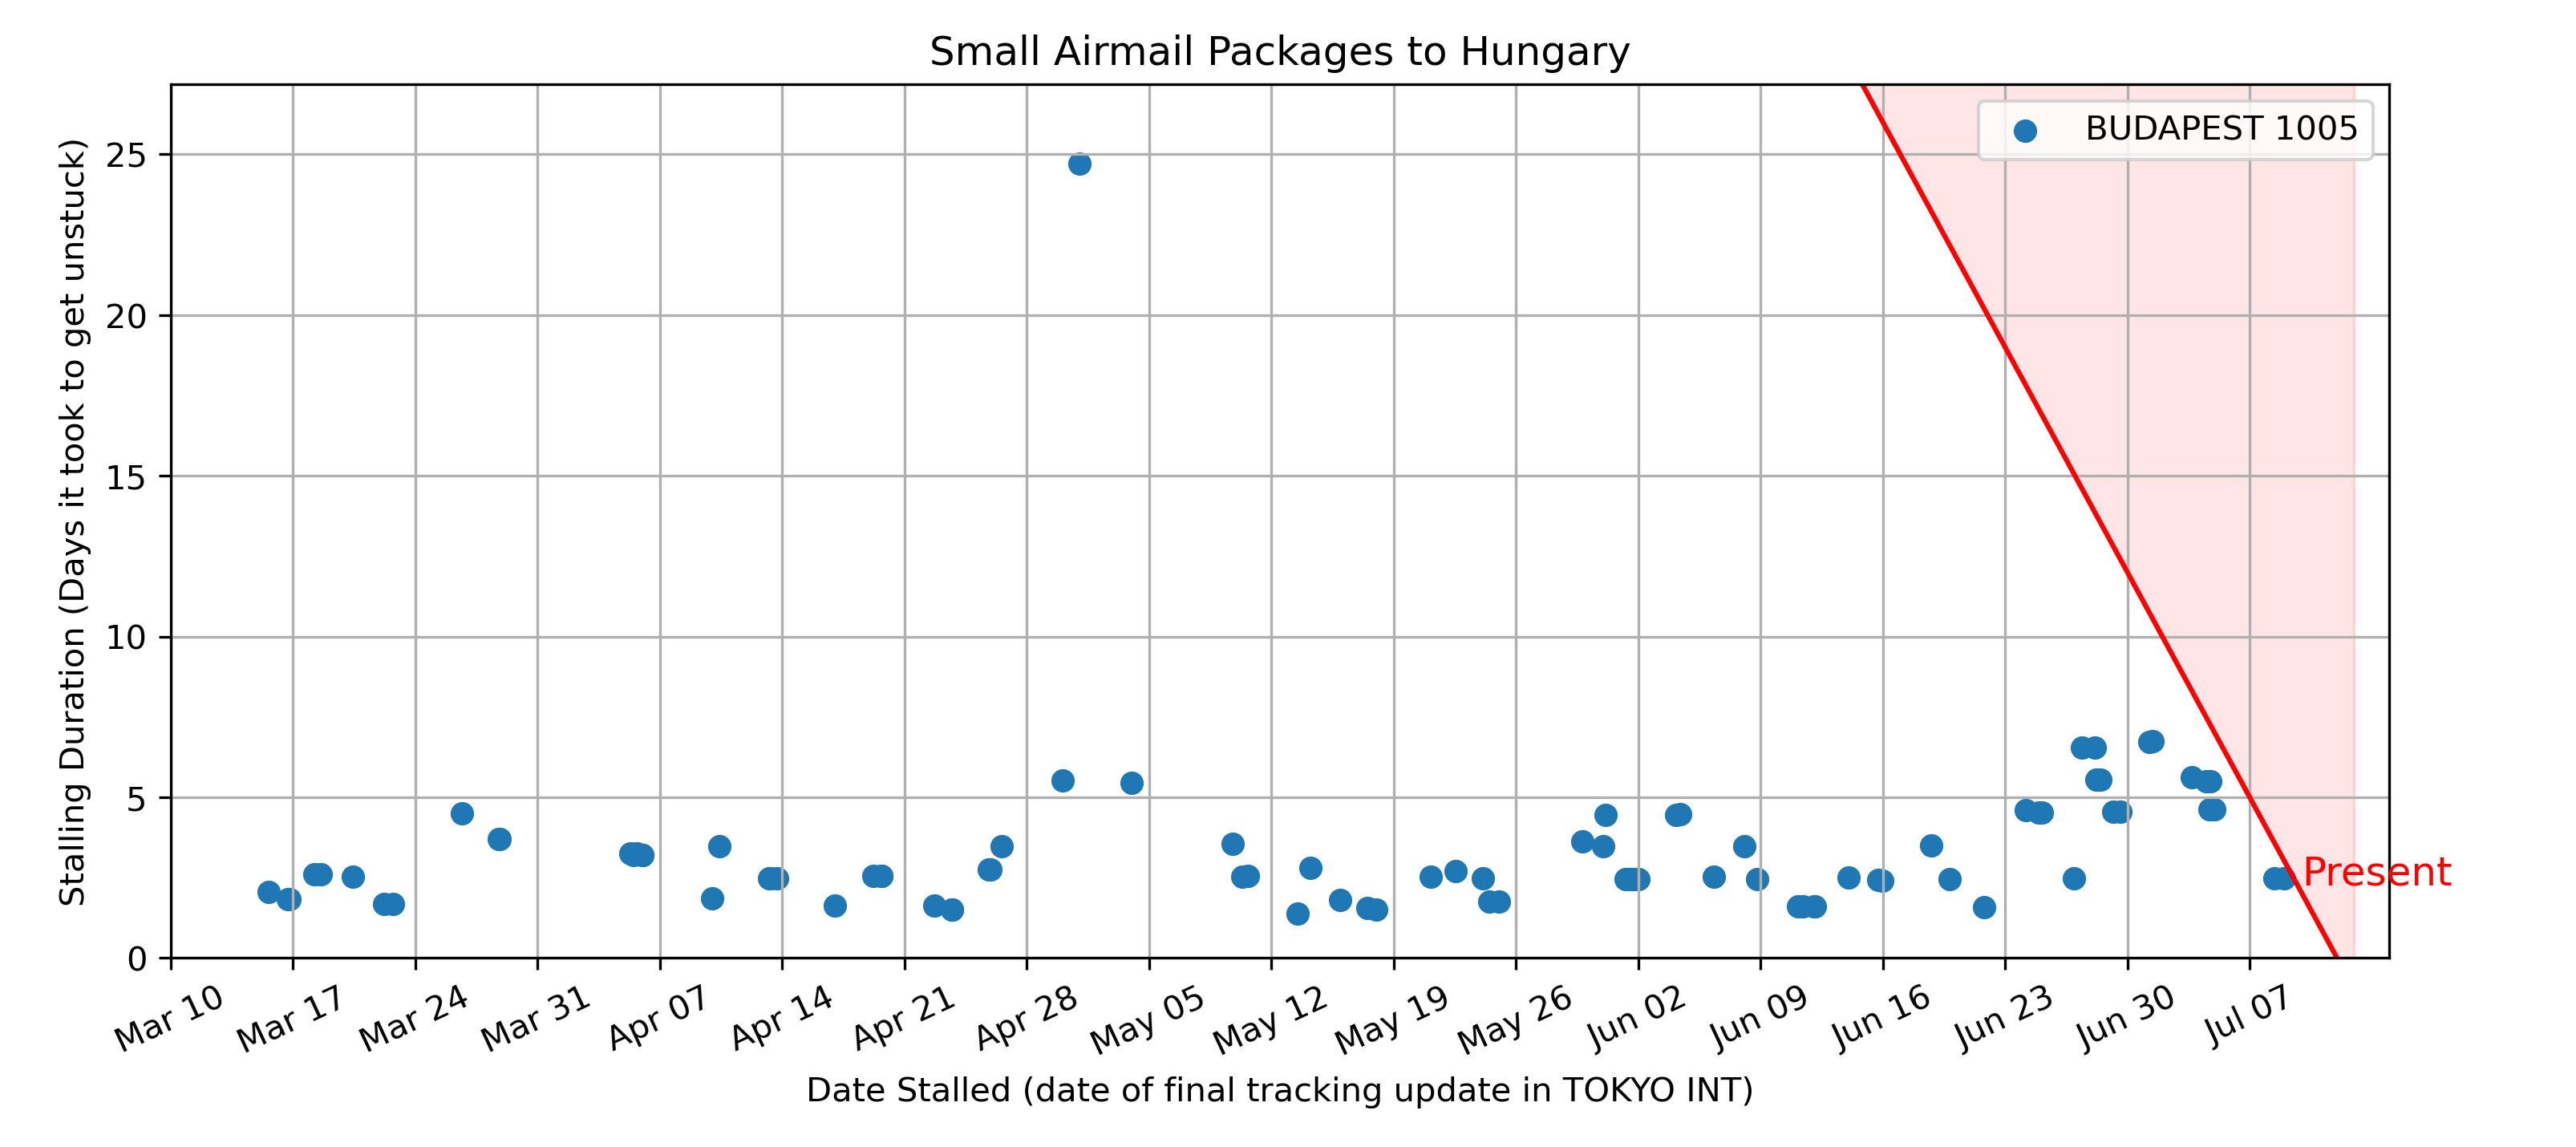 Small Airmail Packages to Hungary
BUDAPEST 1005
Stalling Duration (Days it took to get unstuck)
25
20
15
10
5
0
Present
Mar 10
Mar 17
Mar 24
Mar 31
Apr 07
Apr 14
Apr 21
Apr 28
May 05
May 12
May 19
May 26
Jun 02
Jun 09
Jun 16
Jun 23
Jun 30
Jul 07
Date Stalled (date of final tracking update in TOKYO INT)